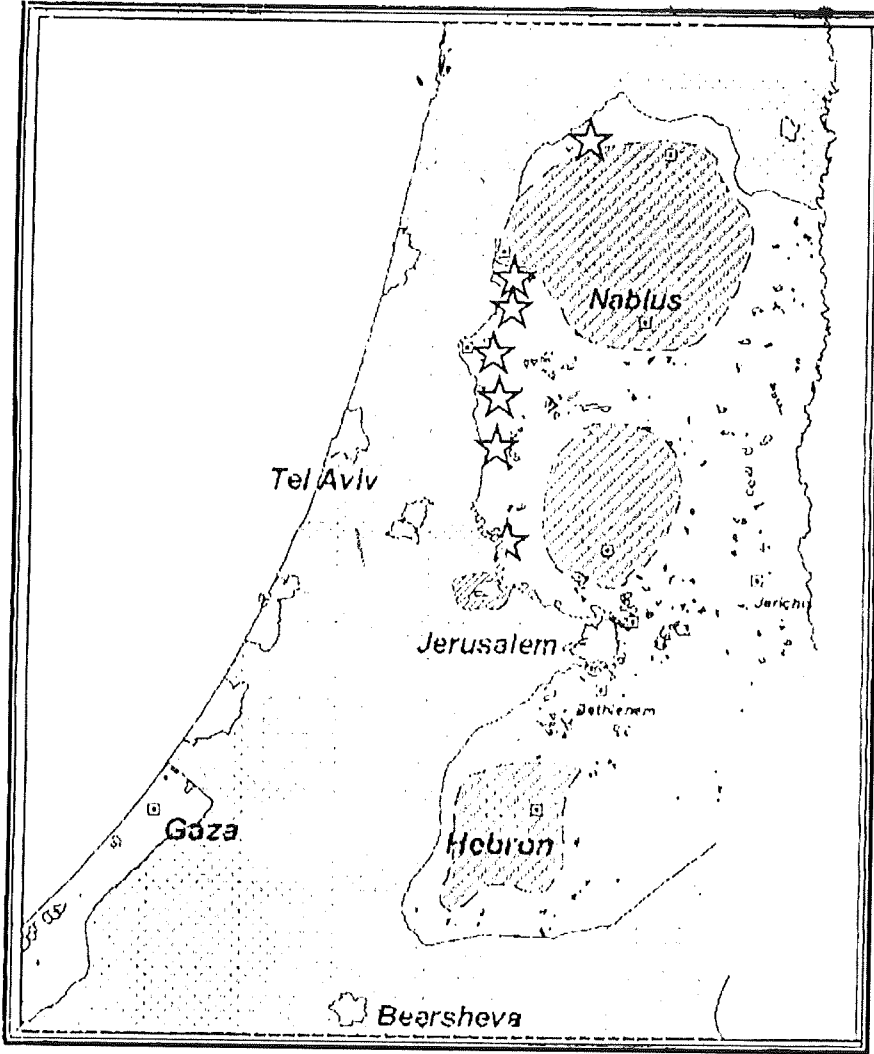 Nablus
Tel Aviv
Jericho
Jerusalem
Bethlehem
Gaza
Hebron
Beersheva